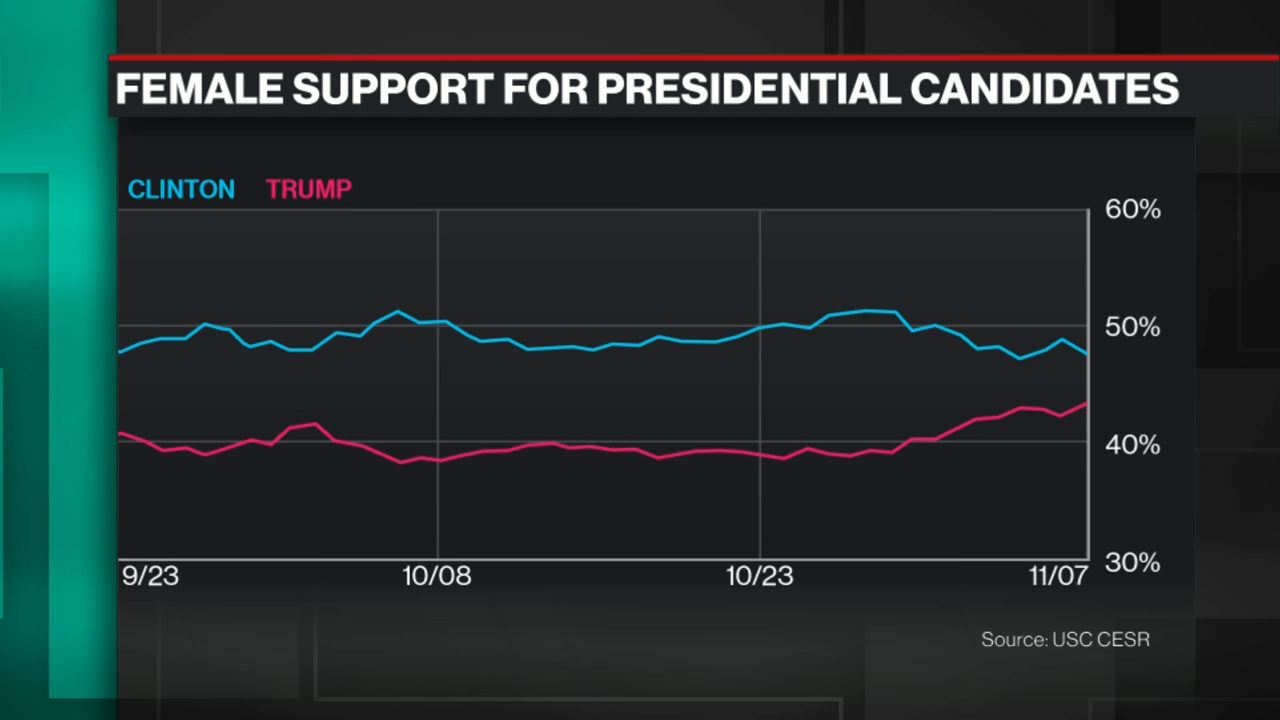 FEMALE SUPPORT FOR PRESIDENTIAL CANDIDATES
CLINTON TRUMP
60%
50%
40%
30%
9/23 10/08 10/23 11/07
Source: USC CESR